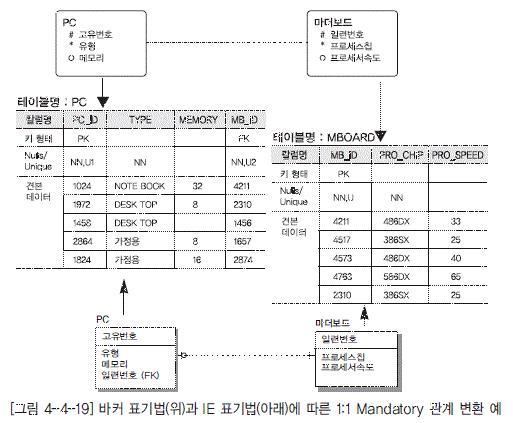 PC
# 고유번호
* 유형
O 메모리
마더보드
# 일련번호
* 프로세스칩
O 프로세서속도
테이블명 : PC
칼럼명 PC_ID TYPE MEMORY MB_ID
키 형태 PK FK
Nulls/
Unique NN,U1 NN NN,U2
견본
데이터
1024 NOTE BOOK 32 4211
1972 DESK TOP 8 2310
1458 DESK TOP 1456
2864 가정용 8 1657
1824 가정용 16 2874
테이블명 : MBOARD
칼럼명 MB_ID PRO_CHIP PRO_SPEED
키 형태 PK
Nulls/
Unique NN,U NN
견본
데이터
4211 486DX 33
4517 386SX 25
4573 486DX 40
4763 586DX 65
2310 386SX 25
PC
고유번호
유형
메모리
일련번호 (FK)
마더보드
일련번호
프로세스칩
프로세서속도
[그림 4-4-19] 바커 표기법(위)과 IE 표기법(아래)에 따른 1:1 Mandatory 관계 변환 예